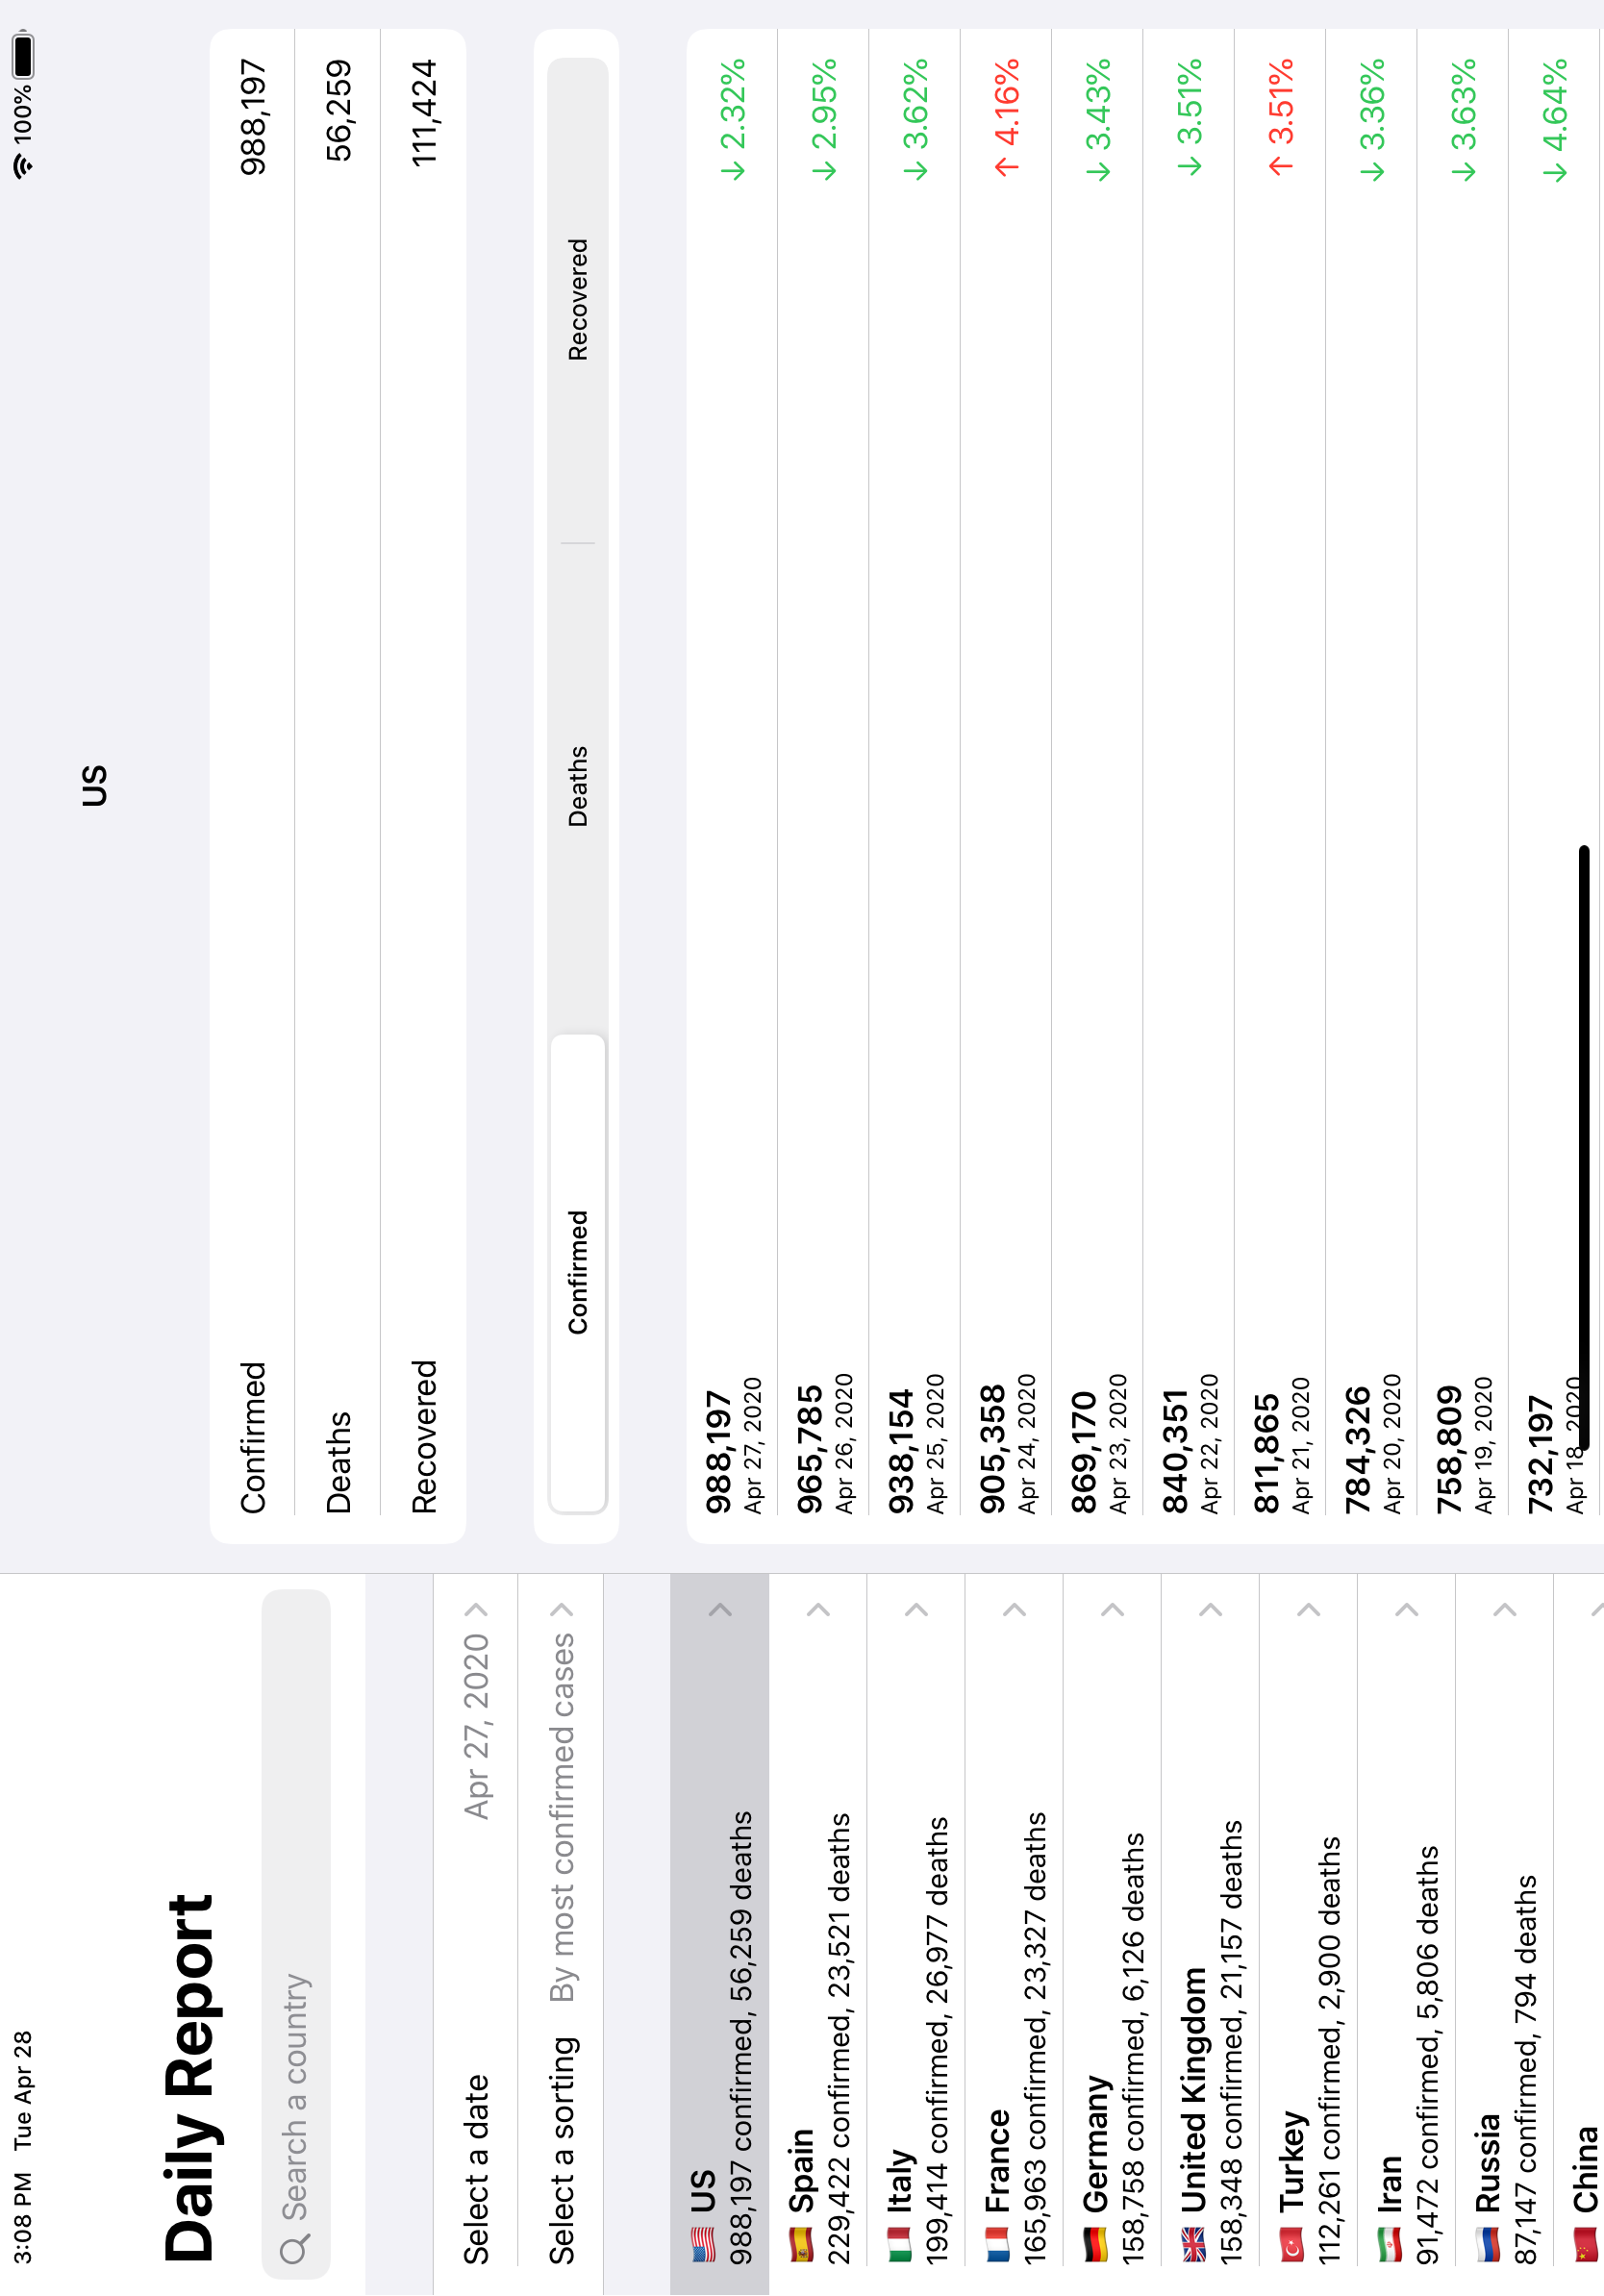 3:08 PM Tue Apr 28
100%
Daily Report
Search a country
Select a date Apr 27, 2020
Select a sorting By most confirmed cases
US
988,197 confirmed, 56,259 deaths
Spain
229,422 confirmed, 23,521 deaths
Italy
199,414 confirmed, 26,977 deaths
France
165,963 confirmed, 23,327 deaths
Germany
158,758 confirmed, 6,126 deaths
United Kingdom
158,348 confirmed, 21,157 deaths
Turkey
112,261 confirmed, 2,900 deaths
Iran
91,472 confirmed, 5,806 deaths
Russia
87,147 confirmed, 794 deaths
China
US
Confirmed 988,197
Deaths 56,259
Recovered 111,424
Confirmed Deaths Recovered
988,197 ↓ 2.32%
Apr 27, 2020
965,785 ↓ 2.95%
Apr 26, 2020
938,154 ↓ 3.62%
Apr 25, 2020
905,358 ↑ 4.16%
Apr 24, 2020
869,170 ↓ 3.43%
Apr 23, 2020
840,351 ↓ 3.51%
Apr 22, 2020
811,865 ↑ 3.51%
Apr 21, 2020
784,326 ↓ 3.36%
Apr 20, 2020
758,809 ↓ 3.63%
Apr 19, 2020
732,197 ↓ 4.64%
Apr 18, 2020